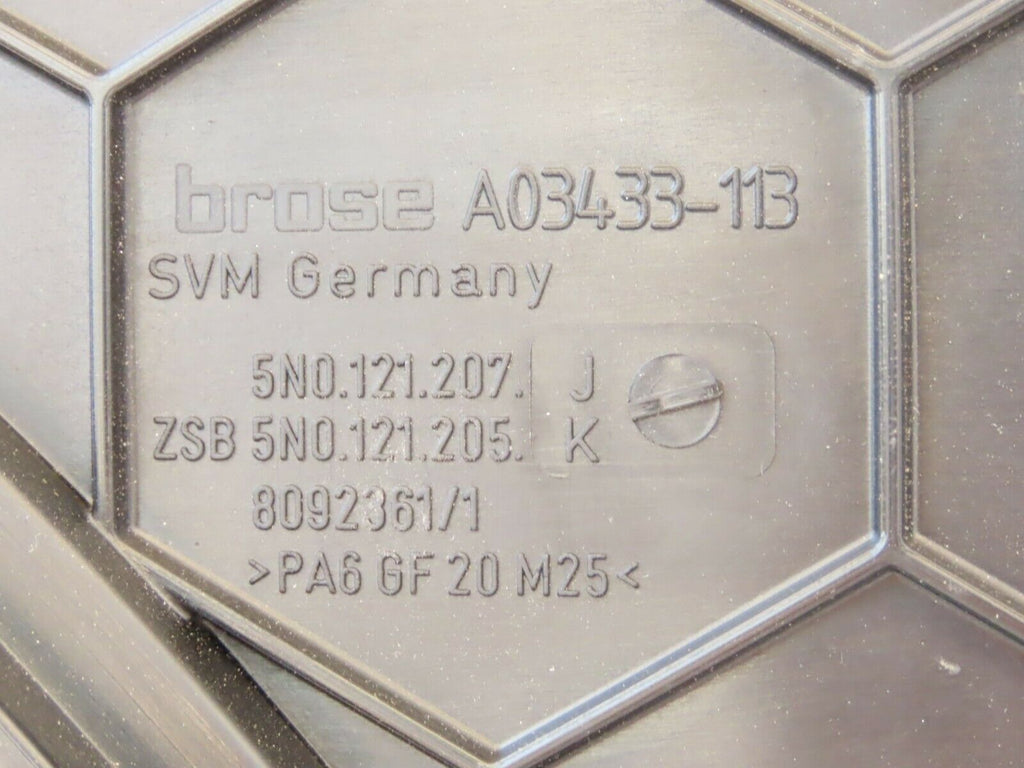 brose A03433-113
SVM Germany
5N0.121.207. J
ZSB 5N0.121.205. K
8092361/1
>PA6 GF 20 M25<